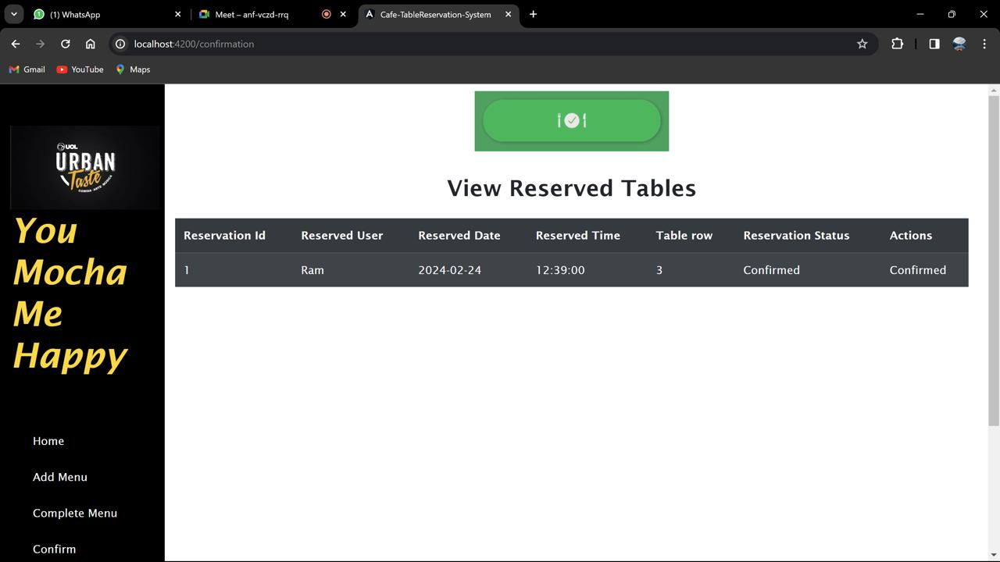 (1) WhatsApp
Meet – anf-vczd-rrq
Cafe-TableReservation-System
localhost:4200/confirmation
Gmail YouTube Maps
UOL
URBAN
Taste
COMIDA ARTE MÚSICA
You
Mocha
Me
Happy
Home
Add Menu
Complete Menu
Confirm
View Reserved Tables
Reservation Id Reserved User Reserved Date Reserved Time Table row Reservation Status Actions
1 Ram 2024-02-24 12:39:00 3 Confirmed Confirmed